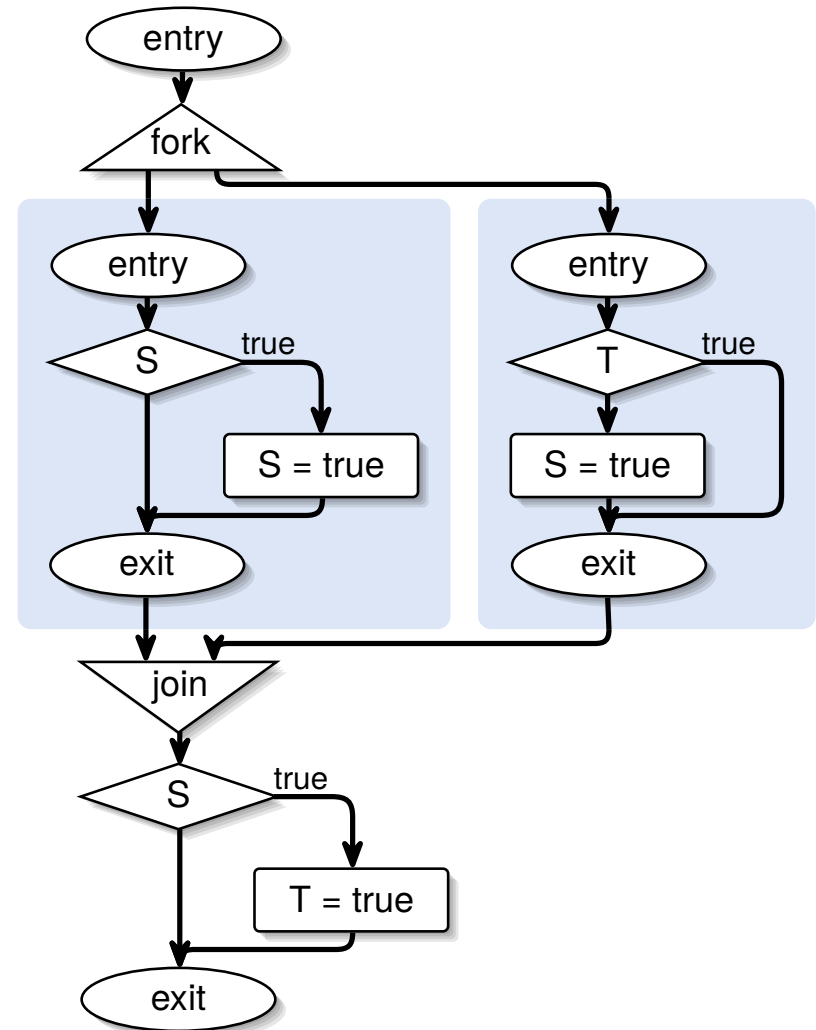 entry
fork
entry
S
true
S = true
exit
entry
T
true
S = true
exit
join
S
true
T = true
exit